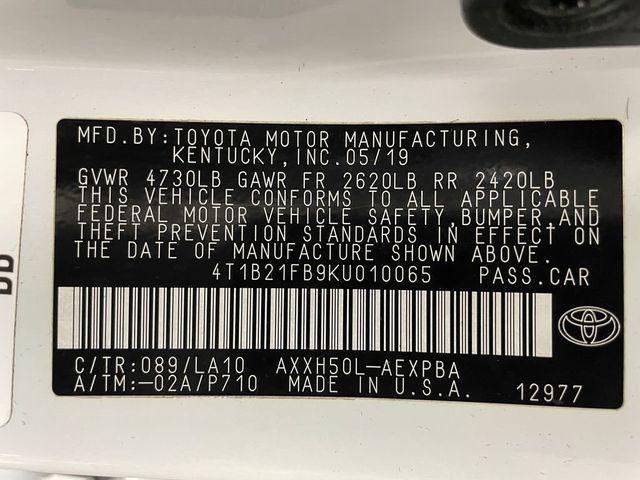 MFD.BY:TOYOTA MOTOR MANUFACTURING,
KENTUCKY,INC.05/19
GVWR 4730LB GAWR FR 2620LB RR 2420LB
THIS VEHICLE CONFORMS TO ALL APPLICABLE
FEDERAL MOTOR VEHICLE SAFETY,BUMPER,AND
THEFT PREVENTION STANDARDS IN EFFECT ON
THE DATE OF MANUFACTURE SHOWN ABOVE.
4T1B21FB9KU010065 PASS.CAR
C/TR:089/LA10 AXXH50L-AEXPBA
A/TM:-02A/P710 MADE IN U.S.A. 12977